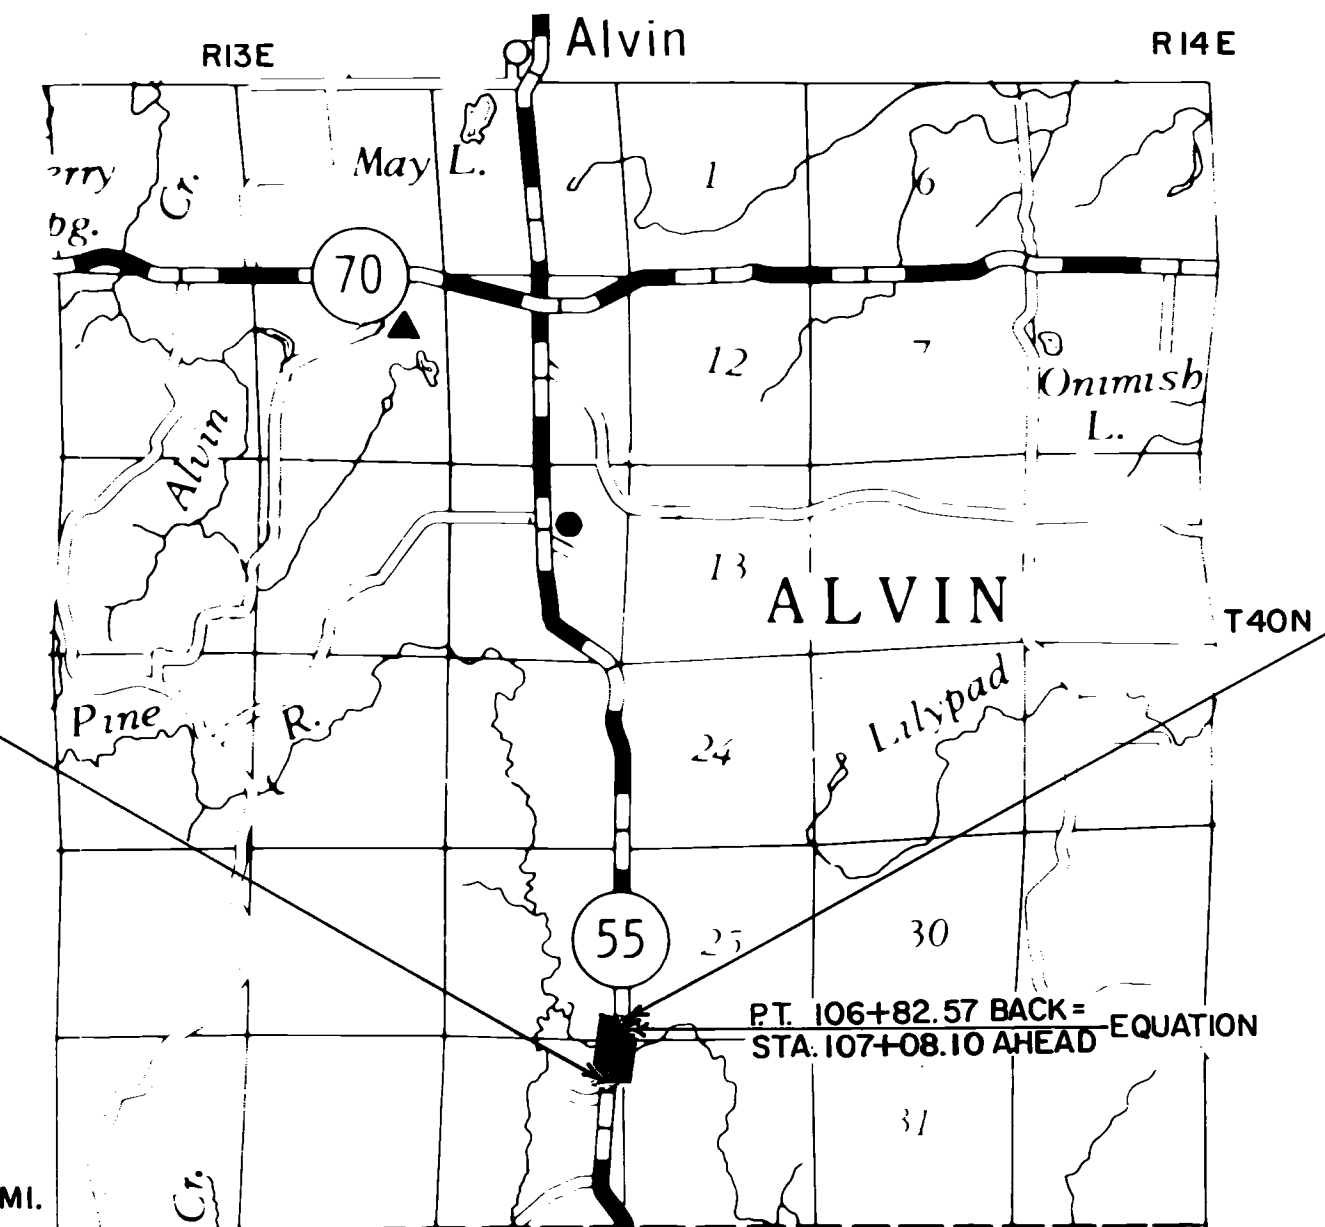 Alvin
R13E
R14E
May L.
Cr.
1
6
70
12
7
Onimish
L.
Alvin
13
ALVIN
T40N
Pine R.
Lilypad
24
55
25
30
P.T. 106+82.57 BACK=
STA. 107+08.10 AHEAD
EQUATION
31
MI.
Cr.